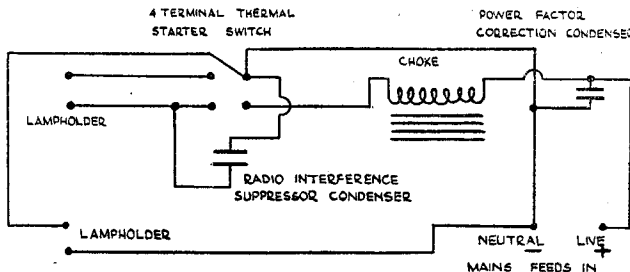 4 TERMINAL THERMAL
STARTER SWITCH
POWER FACTOR
CORRECTION CONDENSER
CHOKE
LAMPHOLDER
RADIO INTERFERENCE
SUPPRESSOR CONDENSER
LAMPHOLDER
NEUTRAL LIVE
− +
MAINS FEEDS IN